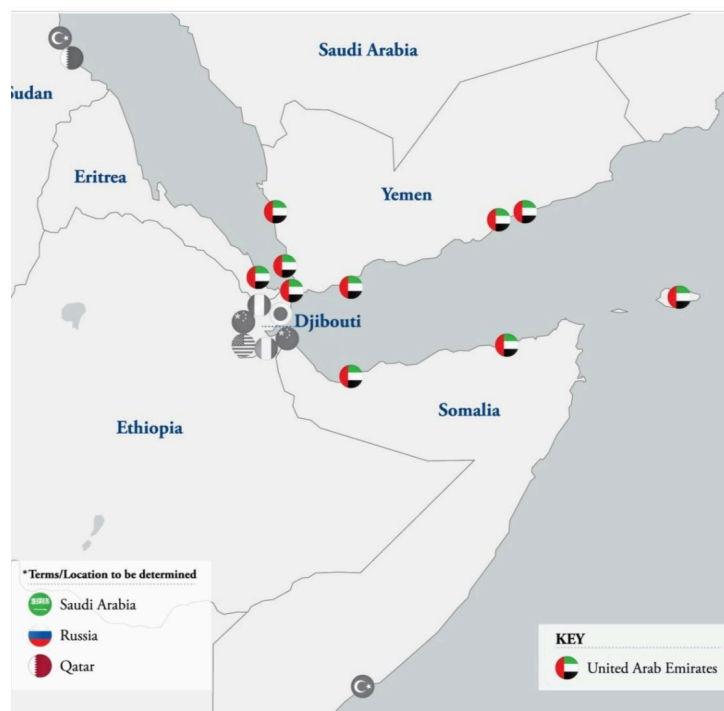 Saudi Arabia
Sudan
Eritrea
Yemen
Djibouti
Somalia
Ethiopia
*Terms/Location to be determined
Saudi Arabia
Russia
Qatar
KEY
United Arab Emirates